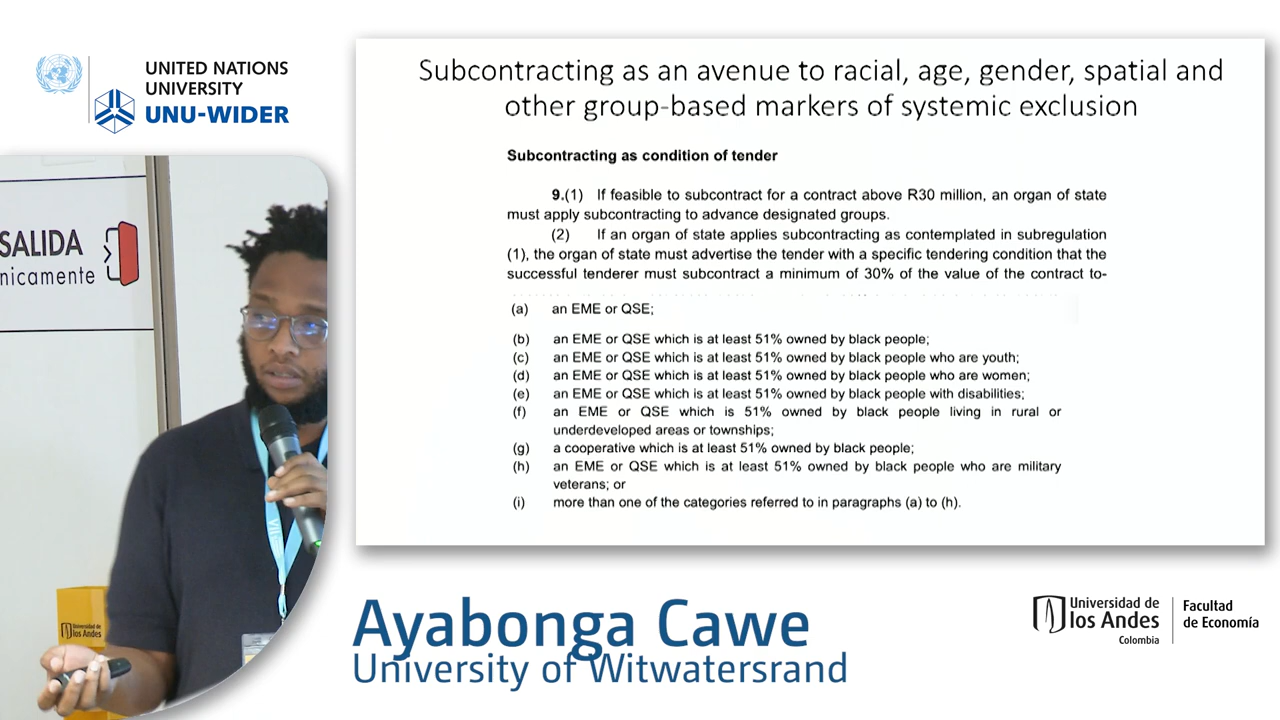 UNITED NATIONS
UNIVERSITY
UNU-WIDER
SALIDA
nicamente
Universidad de
los Andes
Subcontracting as an avenue to racial, age, gender, spatial and
other group-based markers of systemic exclusion
Subcontracting as condition of tender
9.(1) If feasible to subcontract for a contract above R30 million, an organ of state
must apply subcontracting to advance designated groups.
(2) If an organ of state applies subcontracting as contemplated in subregulation
(1), the organ of state must advertise the tender with a specific tendering condition that the
successful tenderer must subcontract a minimum of 30% of the value of the contract to-
(a) an EME or QSE;
(b) an EME or QSE which is at least 51% owned by black people;
(c) an EME or QSE which is at least 51% owned by black people who are youth;
(d) an EME or QSE which is at least 51% owned by black people who are women;
(e) an EME or QSE which is at least 51% owned by black people with disabilities;
(f) an EME or QSE which is 51% owned by black people living in rural or
underdeveloped areas or townships;
(g) a cooperative which is at least 51% owned by black people;
(h) an EME or QSE which is at least 51% owned by black people who are military
veterans; or
(i) more than one of the categories referred to in paragraphs (a) to (h).
Ayabonga Cawe
University of Witwatersrand
Universidad de
los Andes
Colombia
Facultad
de Economía